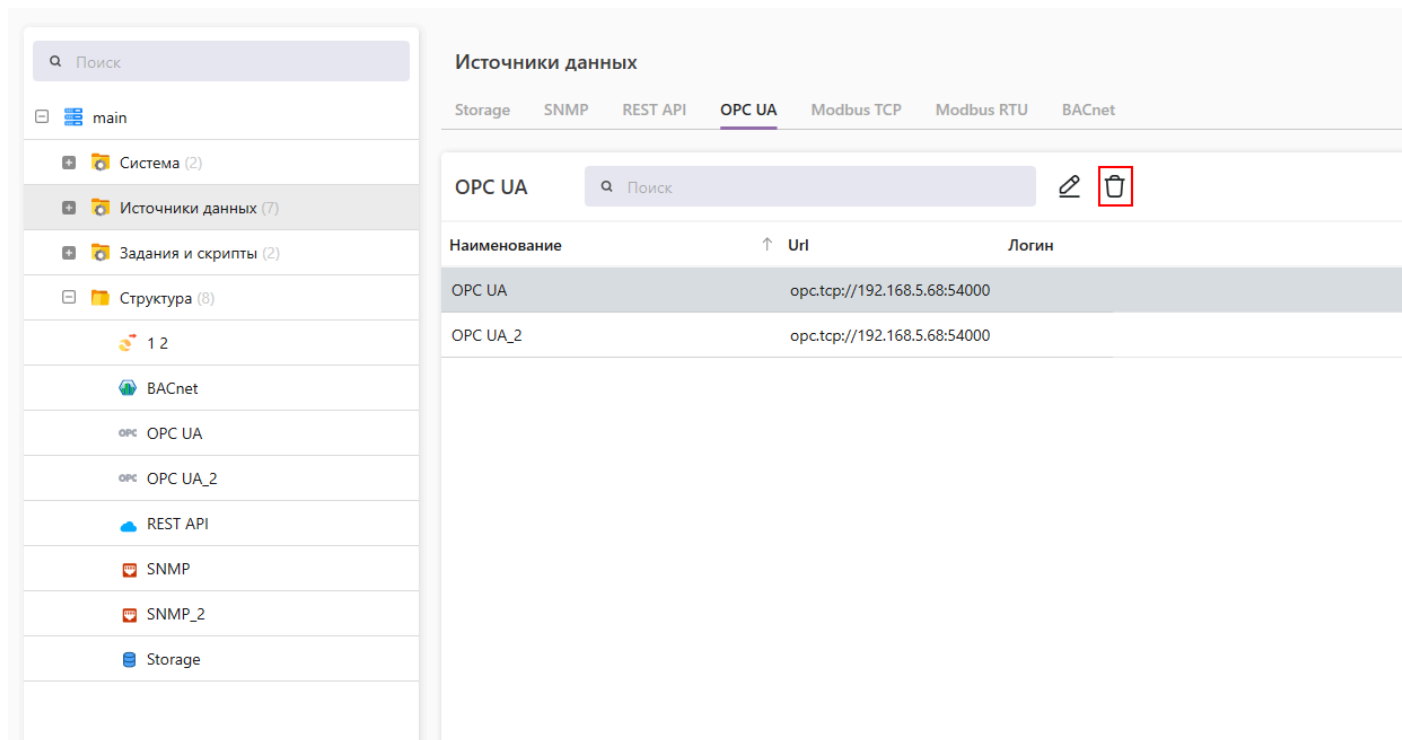 Поиск
main
Система (2)
Источники данных (7)
Задания и скрипты (2)
Структура (8)
1 2
BACnet
OPC OPC UA
OPC OPC UA_2
REST API
SNMP
SNMP_2
Storage
Источники данных
Storage SNMP REST API OPC UA Modbus TCP Modbus RTU BACnet
OPC UA Поиск
Наименование Url Логин
OPC UA opc.tcp://192.168.5.68:54000
OPC UA_2 opc.tcp://192.168.5.68:54000